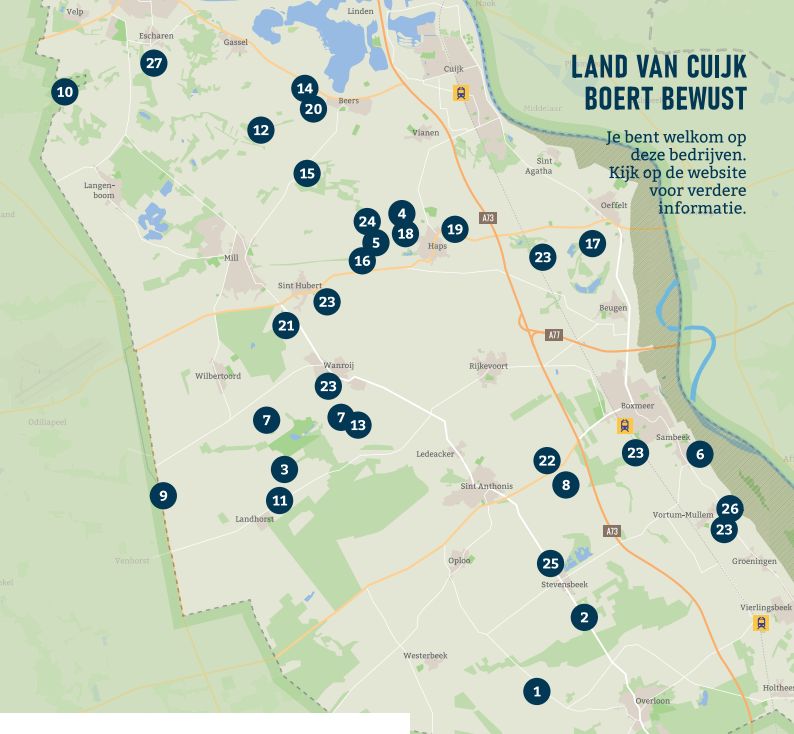 Velp
Linden
Mook
Escharen
Gassel
LAND VAN CUIJK
BOERT BEWUST
27
Cuijk
10
14
Beers
20
Middelaar
12
Vianen
Je bent welkom op
deze bedrijven.
Kijk op de website
voor verdere
informatie.
15
Sint
Agatha
Langen-
boom
Oeffelt
4
24
A73
18
19
5
Haps
17
16
23
Mill
Sint Hubert
23
Beugen
21
A77
Wanroij
Rijkevoort
Wilbertoord
23
Boxmeer
7
7
13
Odiliapeel
Sambeek
Ledeacker
23
6
22
3
8
Sint Anthonis
9
11
26
Vortum-Mullem
Landhorst
23
A73
Venhorst
Oploo
25
Groeningen
Stevensbeek
Vierlingsbeek
2
Westerbeek
1
Holthees
Overloon